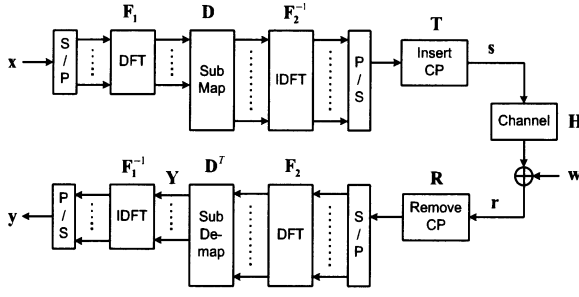 F₁ D F₂⁻¹ T
x S / P DFT Sub Map IDFT P / S Insert CP s
Channel H
F₁⁻¹ Y Dᵀ F₂ R w
y P / S IDFT Sub De- map DFT S / P Remove CP r